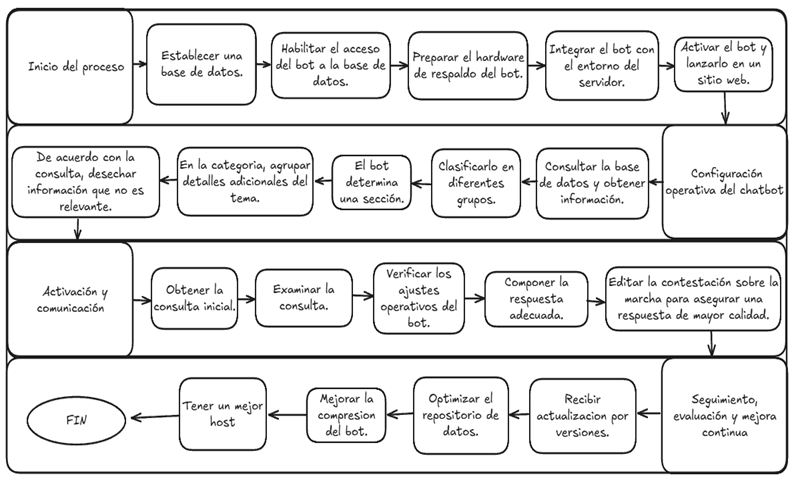 Inicio del proceso
Establecer una
base de datos.
Habilitar el acceso
del bot a la base de
datos.
Preparar el hardware
de respaldo del bot.
Integrar el bot con
el entorno del
servidor.
Activar el bot y
lanzarlo en un
sitio web.
Configuración
operativa del chatbot
Consultar la base
de datos y obtener
información.
Clasificarlo en
diferentes
grupos.
El bot
determina
una sección.
En la categoria, agrupar
detalles adicionales del
tema.
De acuerdo con la
consulta, desechar
información que no es
relevante.
Activación y
comunicación
Obtener la
consulta inicial.
Examinar la
consulta.
Verificar los
ajustes
operativos del
bot.
Componer la
respuesta
adecuada.
Editar la contestación sobre la
marcha para asegurar una
respuesta de mayor calidad.
Seguimiento,
evaluación y mejora
continua
Recibir
actualizacion por
versiones.
Optimizar el
repositorio de
datos.
Mejorar la
compresion
del bot.
Tener un mejor
host
FIN